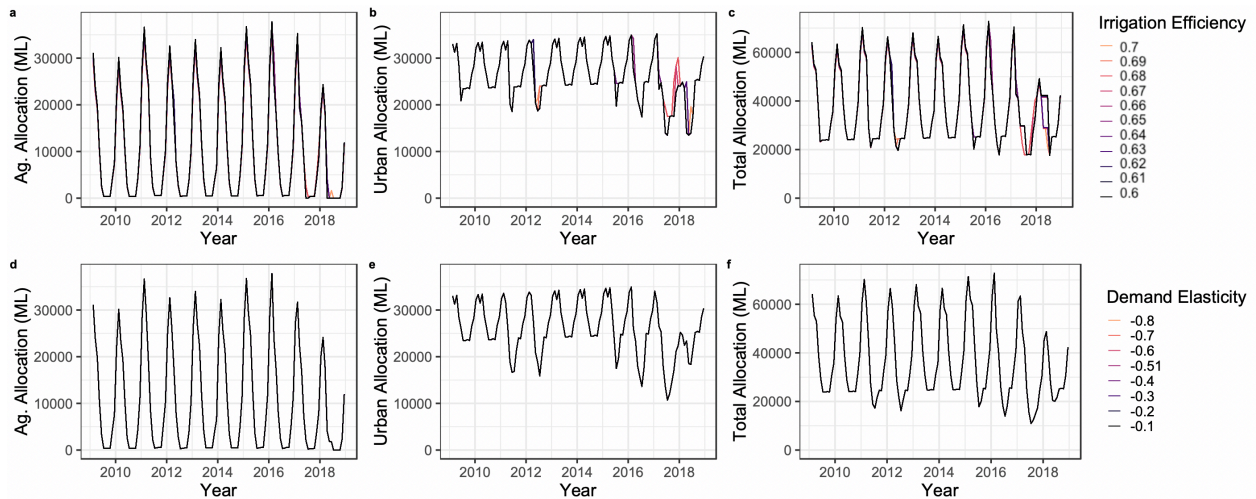 a
Ag. Allocation (ML)
30000
20000
10000
0
2010 2012 2014 2016 2018
Year
b
Urban Allocation (ML)
30000
20000
10000
0
2010 2012 2014 2016 2018
Year
c
Total Allocation (ML)
60000
40000
20000
0
2010 2012 2014 2016 2018
Year
Irrigation Efficiency
0.7
0.69
0.68
0.67
0.66
0.65
0.64
0.63
0.62
0.61
0.6
d
Ag. Allocation (ML)
30000
20000
10000
0
2010 2012 2014 2016 2018
Year
e
Urban Allocation (ML)
30000
20000
10000
0
2010 2012 2014 2016 2018
Year
f
Total Allocation (ML)
60000
40000
20000
0
2010 2012 2014 2016 2018
Year
Demand Elasticity
-0.8
-0.7
-0.6
-0.51
-0.4
-0.3
-0.2
-0.1